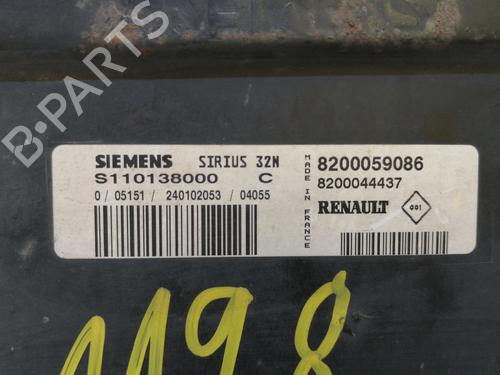 SIEMENS SIRIUS 32N
S110138000 C
0 / 05151 / 240102053 / 04055
MADE IN FRANCE
8200059086
8200044437
RENAULT 001
1198
B-PARTS